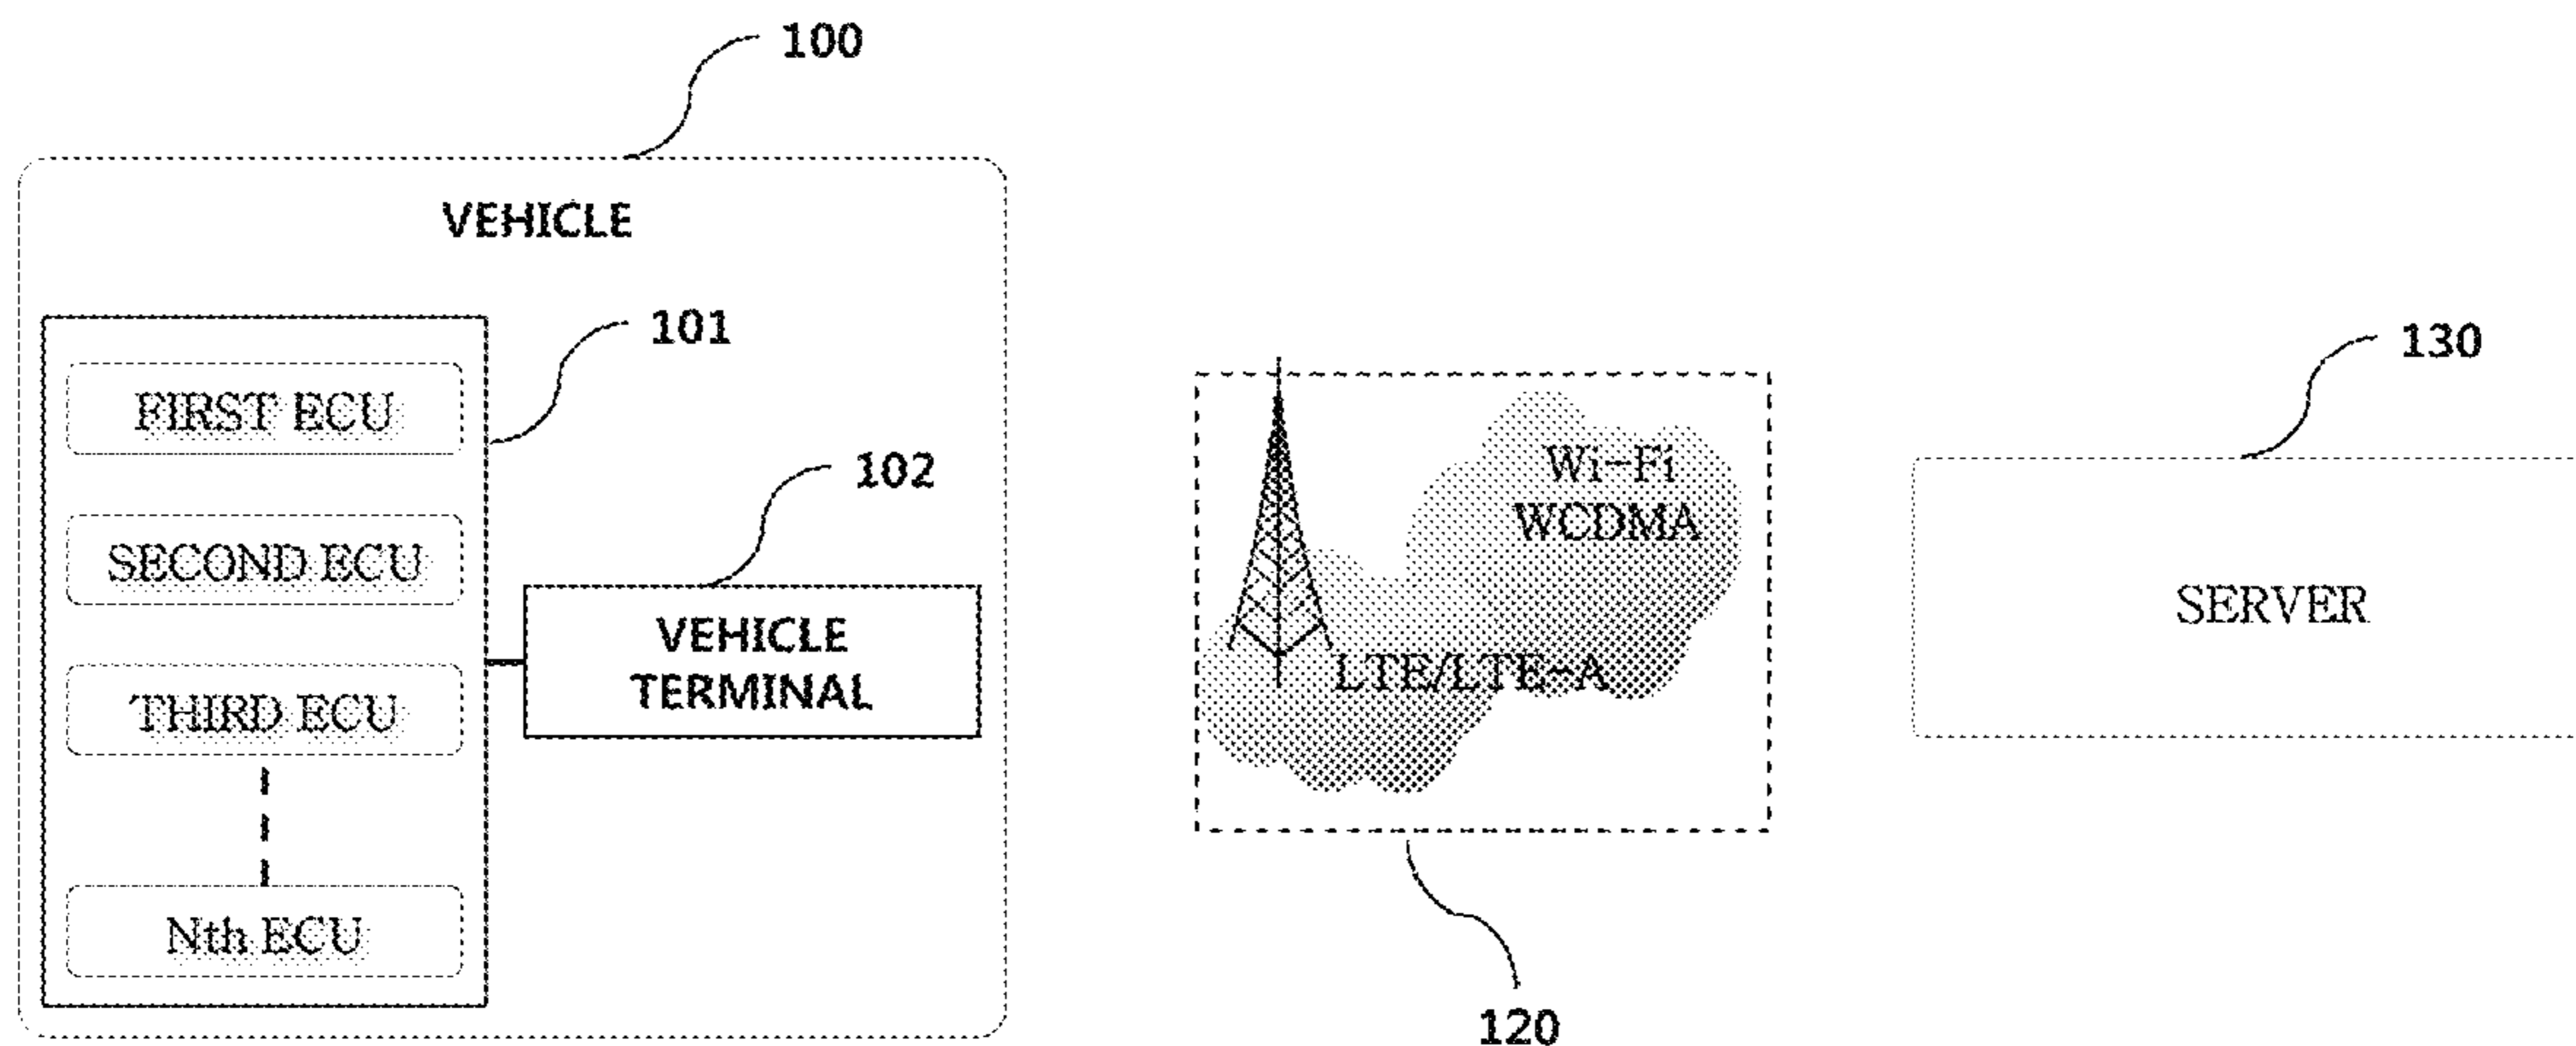 100
VEHICLE
101
FIRST ECU
SECOND ECU
THIRD ECU
Nth ECU
102
VEHICLE
TERMINAL
Wi-Fi
WCDMA
LTE/LTE-A
120
130
SERVER